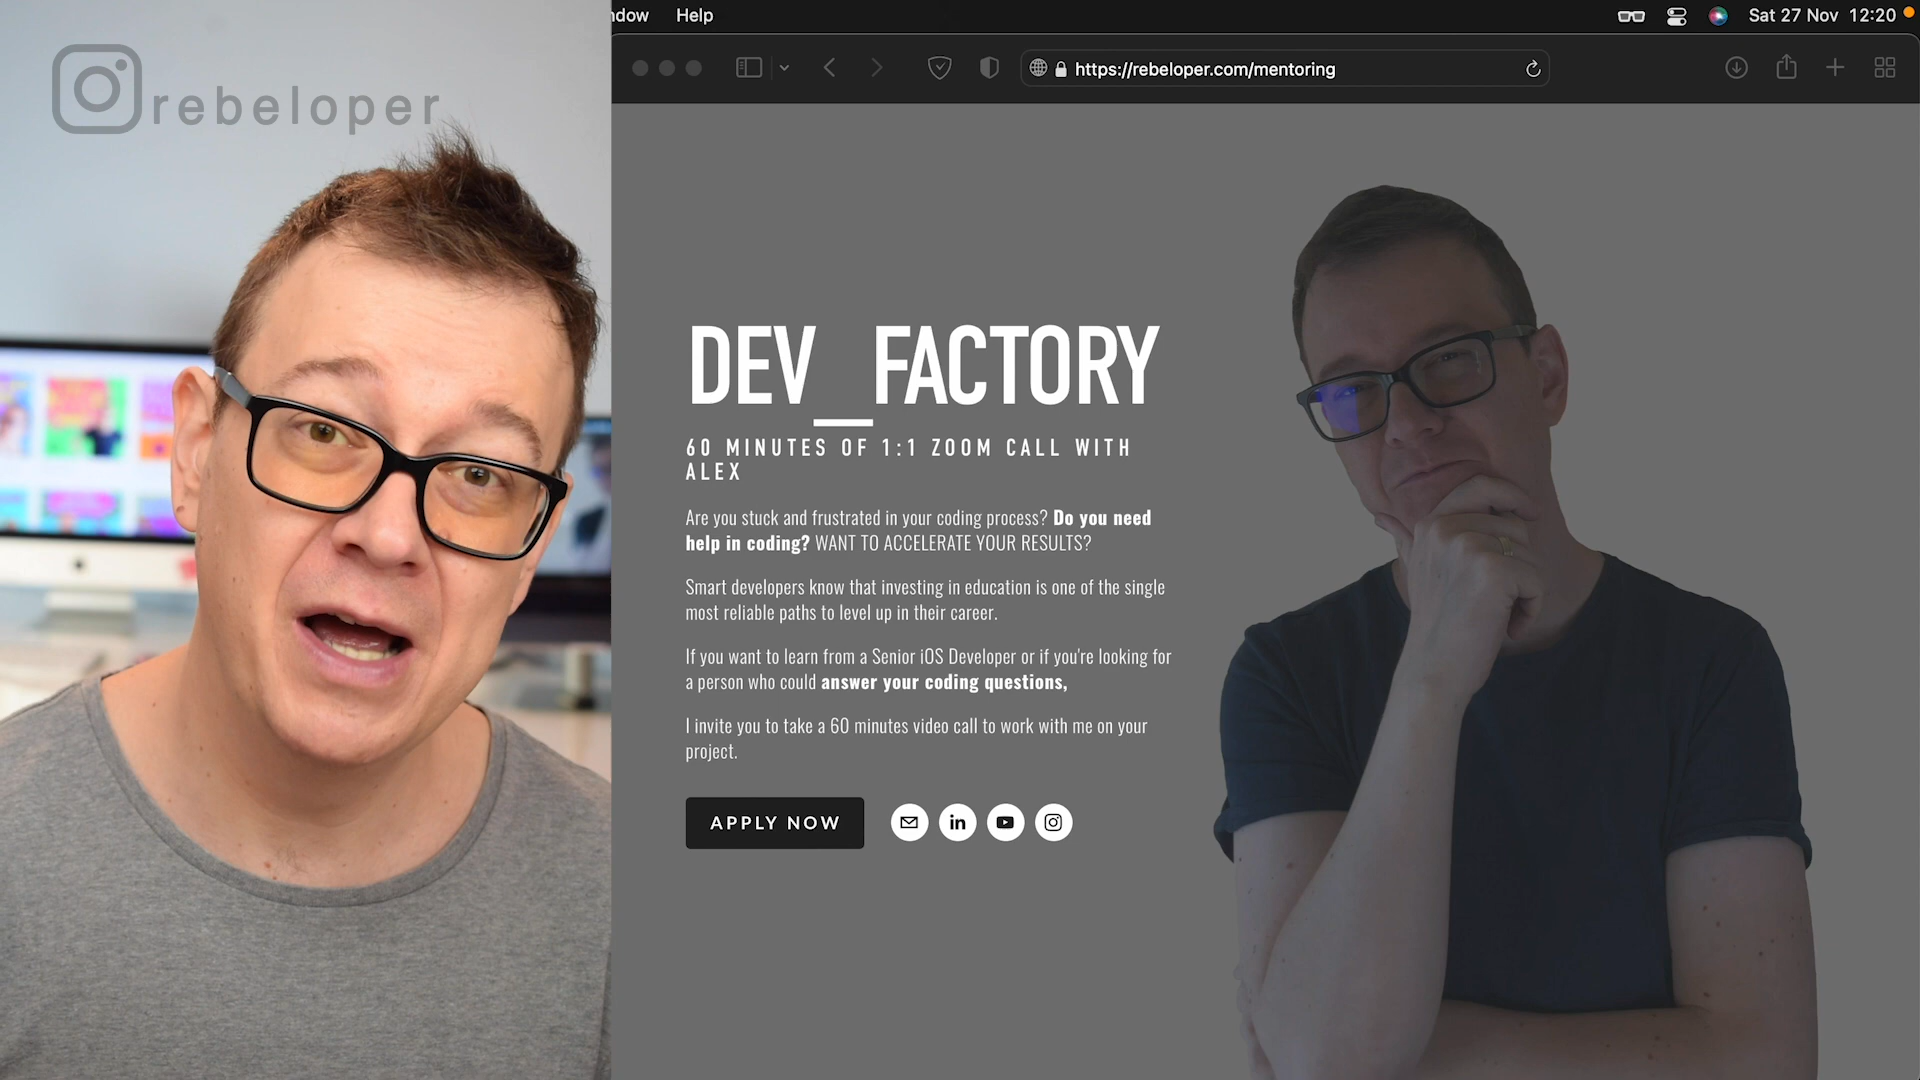 rebeloper
Help
Sat 27 Nov 12:20
https://rebeloper.com/mentoring
DEV_FACTORY
60 MINUTES OF 1:1 ZOOM CALL WITH
ALEX
Are you stuck and frustrated in your coding process? Do you need
help in coding? WANT TO ACCELERATE YOUR RESULTS?
Smart developers know that investing in education is one of the single
most reliable paths to level up in their career.
If you want to learn from a Senior iOS Developer or if you're looking for
a person who could answer your coding questions,
I invite you to take a 60 minutes video call to work with me on your
project.
APPLY NOW
in